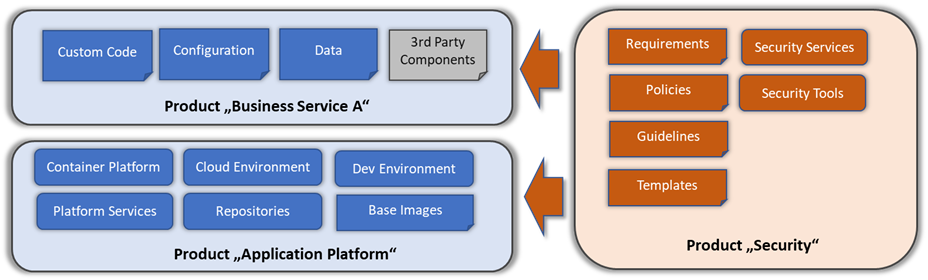 Custom Code
Configuration
Data
3rd Party
Components
Product „Business Service A“
Container Platform
Cloud Environment
Dev Environment
Platform Services
Repositories
Base Images
Product „Application Platform“
Requirements
Security Services
Policies
Security Tools
Guidelines
Templates
Product „Security“